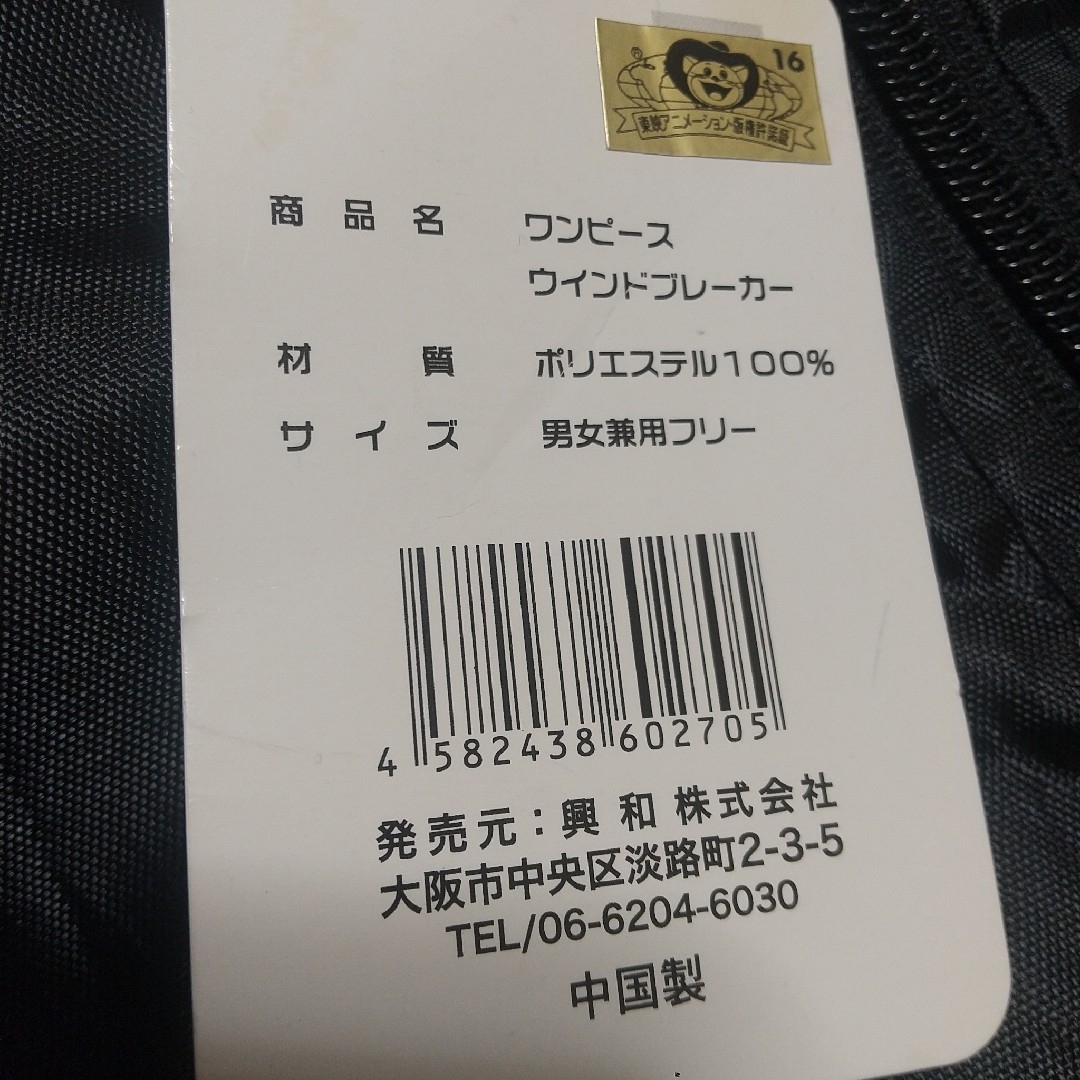 ® 16
東映アニメーション・版権許諾証
商品名 ワンピース
ウインドブレーカー
材質 ポリエステル100%
サイズ 男女兼用フリー
4 582438 602705
発売元：興和株式会社
大阪市中央区淡路町2-3-5
TEL/06-6204-6030
中国製